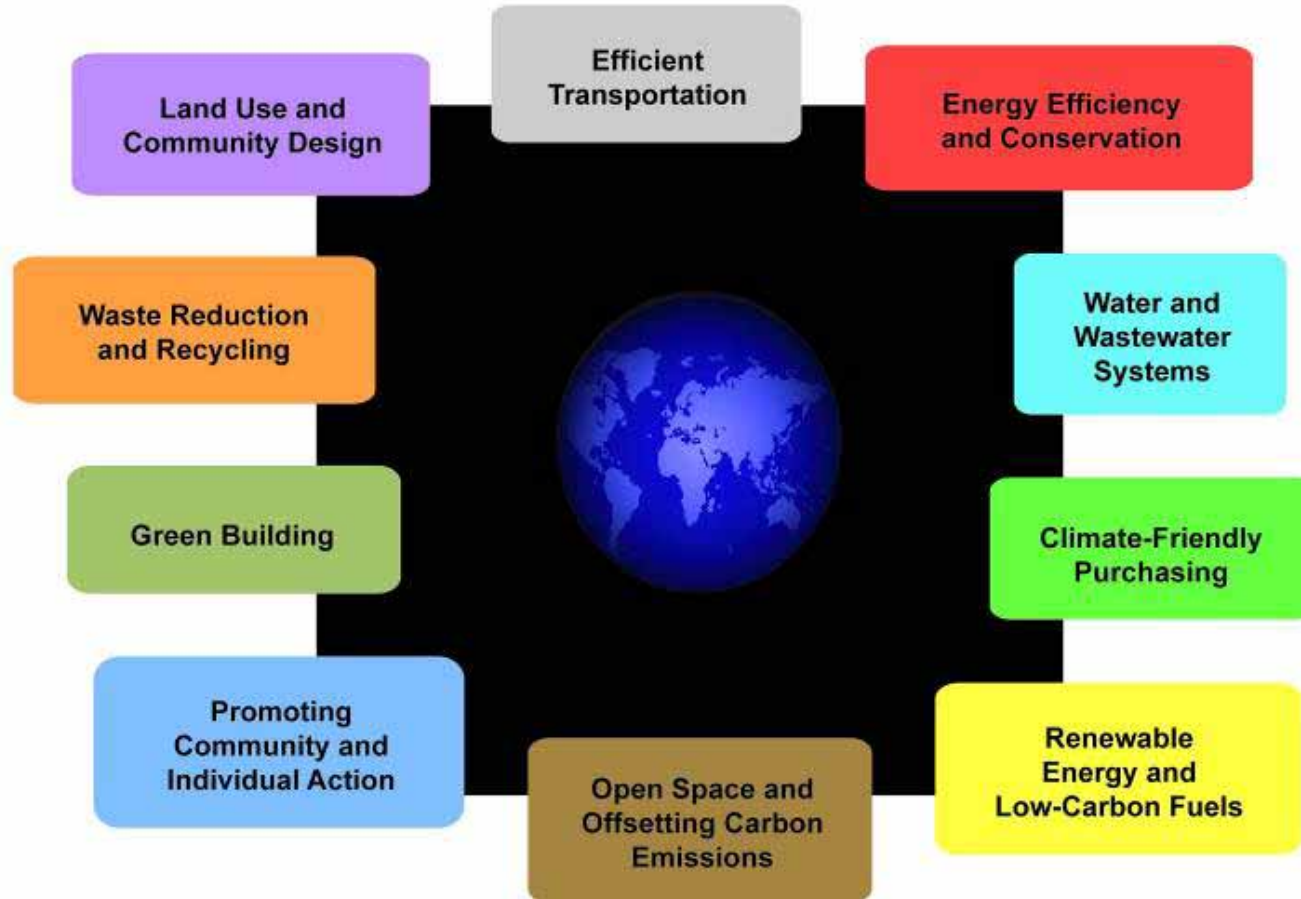 Efficient
Transportation
Land Use and
Community Design
Energy Efficiency
and Conservation
Waste Reduction
and Recycling
Water and
Wastewater
Systems
Green Building
Climate-Friendly
Purchasing
Promoting
Community and
Individual Action
Renewable
Energy and
Low-Carbon Fuels
Open Space and
Offsetting Carbon
Emissions